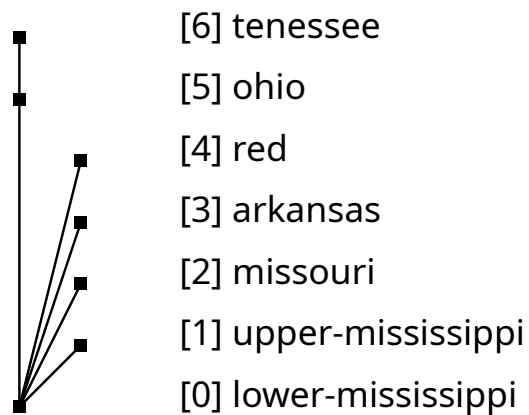 [6] tenessee
[5] ohio
[4] red
[3] arkansas
[2] missouri
[1] upper-mississippi
[0] lower-mississippi